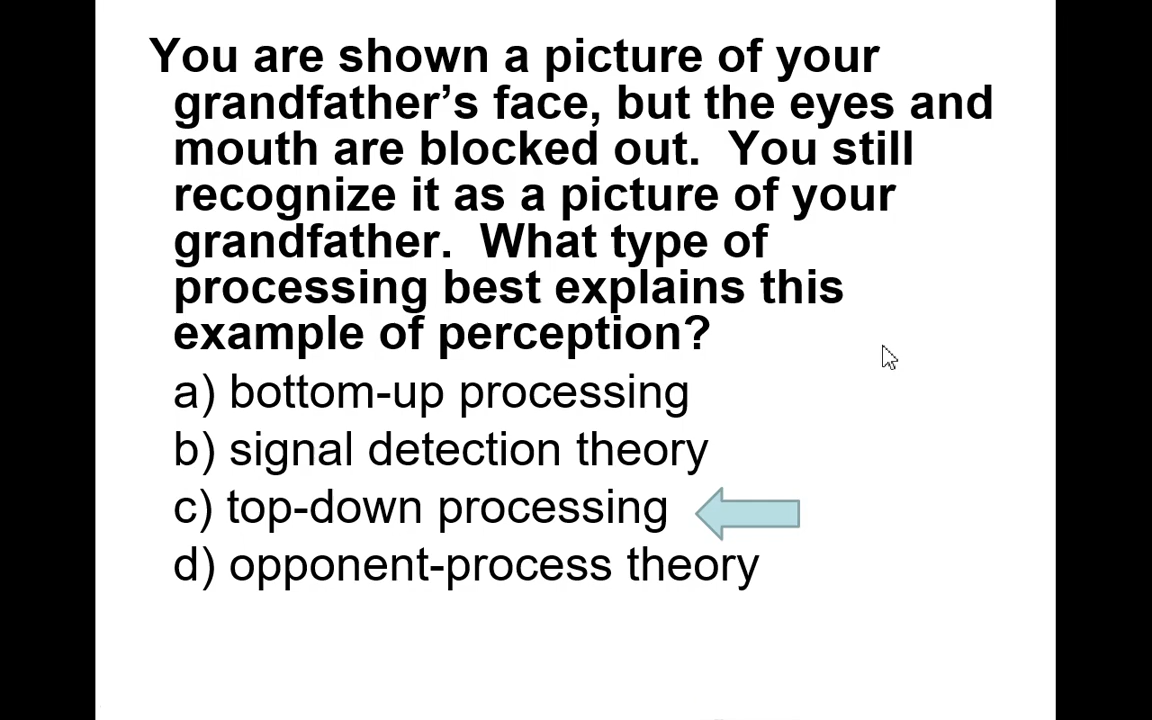 You are shown a picture of your
grandfather’s face, but the eyes and
mouth are blocked out.  You still
recognize it as a picture of your
grandfather.  What type of
processing best explains this
example of perception?
a) bottom-up processing
b) signal detection theory
c) top-down processing
d) opponent-process theory